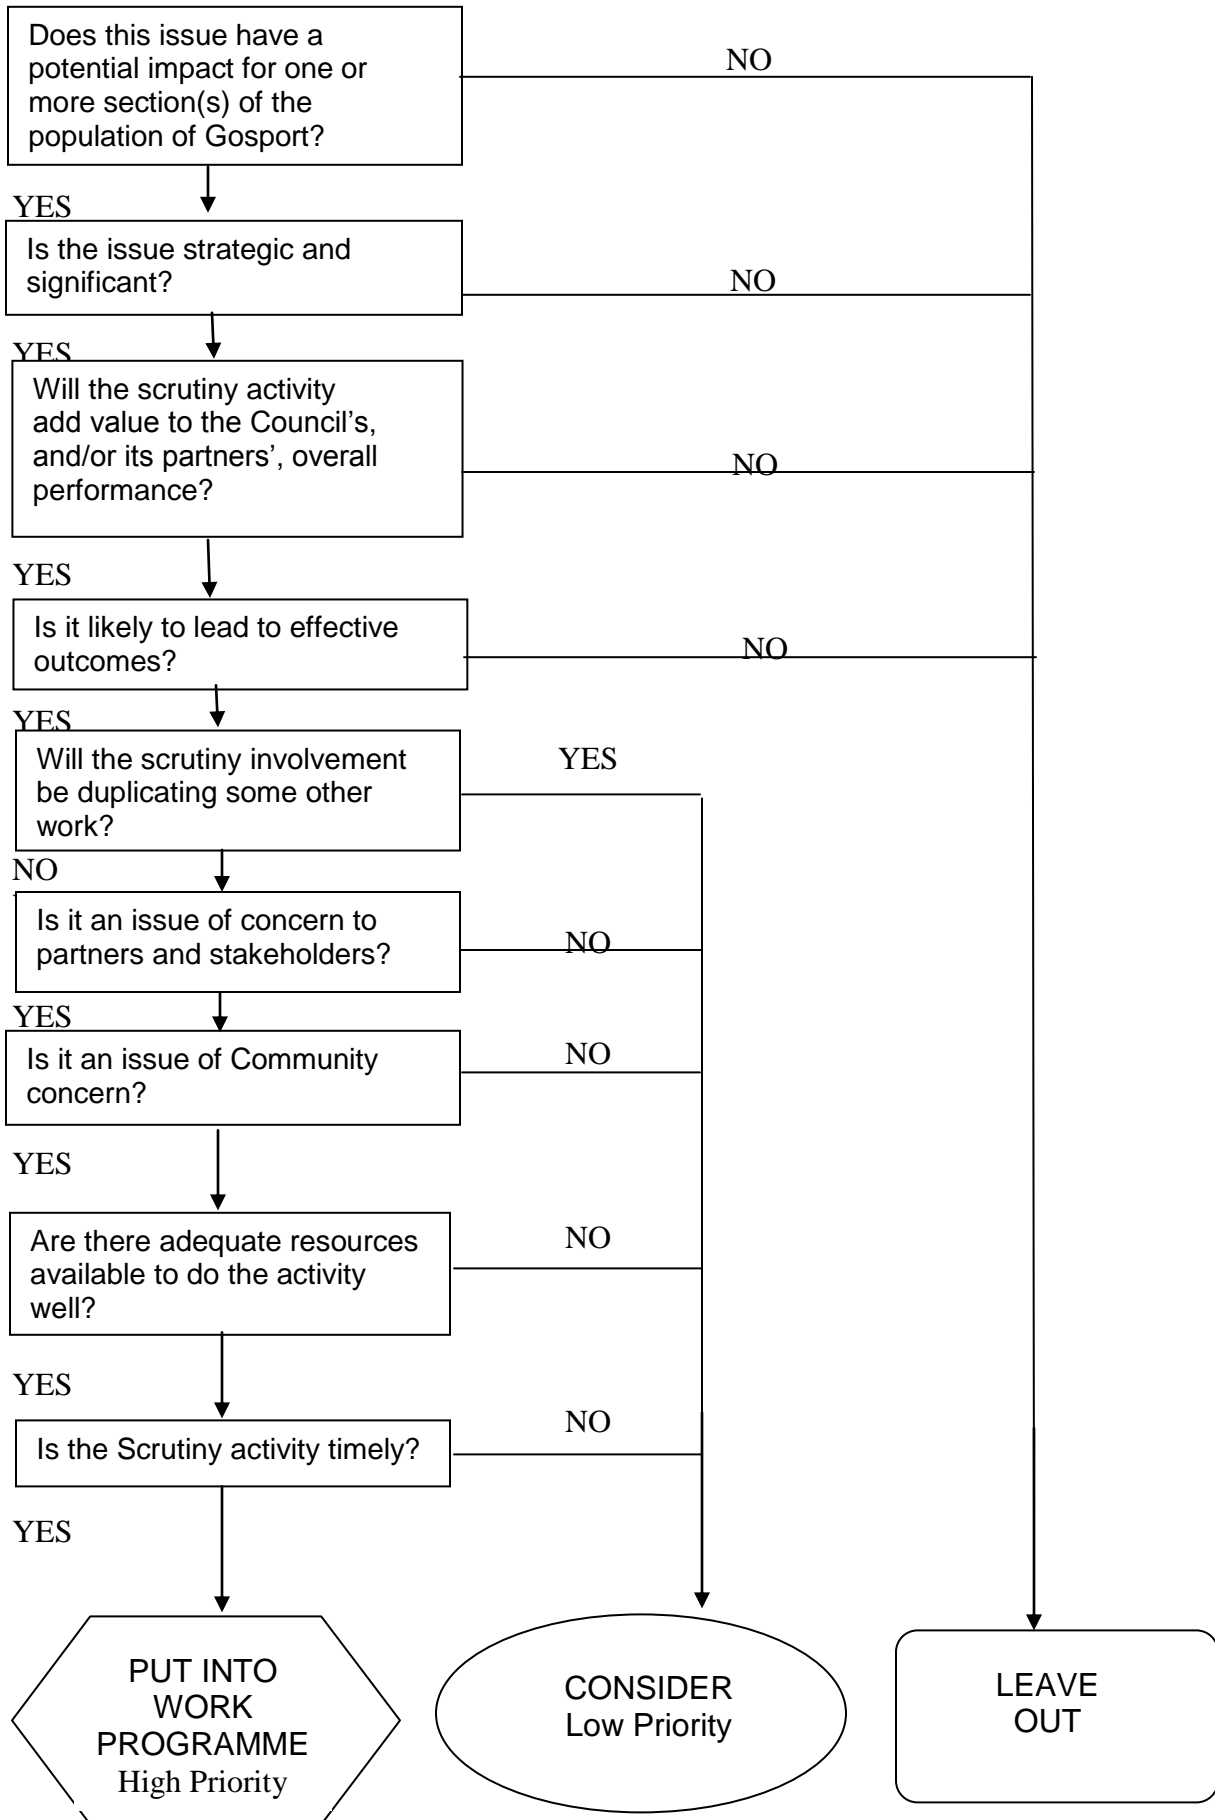 Does this issue have a
potential impact for one or
more section(s) of the
population of Gosport?
NO
YES
Is the issue strategic and
significant?
NO
YES
Will the scrutiny activity
add value to the Council’s,
and/or its partners’, overall
performance?
NO
YES
Is it likely to lead to effective
outcomes?
NO
YES
Will the scrutiny involvement
be duplicating some other
work?
YES
NO
Is it an issue of concern to
partners and stakeholders?
NO
YES
Is it an issue of Community
concern?
NO
YES
Are there adequate resources
available to do the activity
well?
NO
YES
Is the Scrutiny activity timely?
NO
YES
PUT INTO
WORK
PROGRAMME
High Priority
CONSIDER
Low Priority
LEAVE
OUT